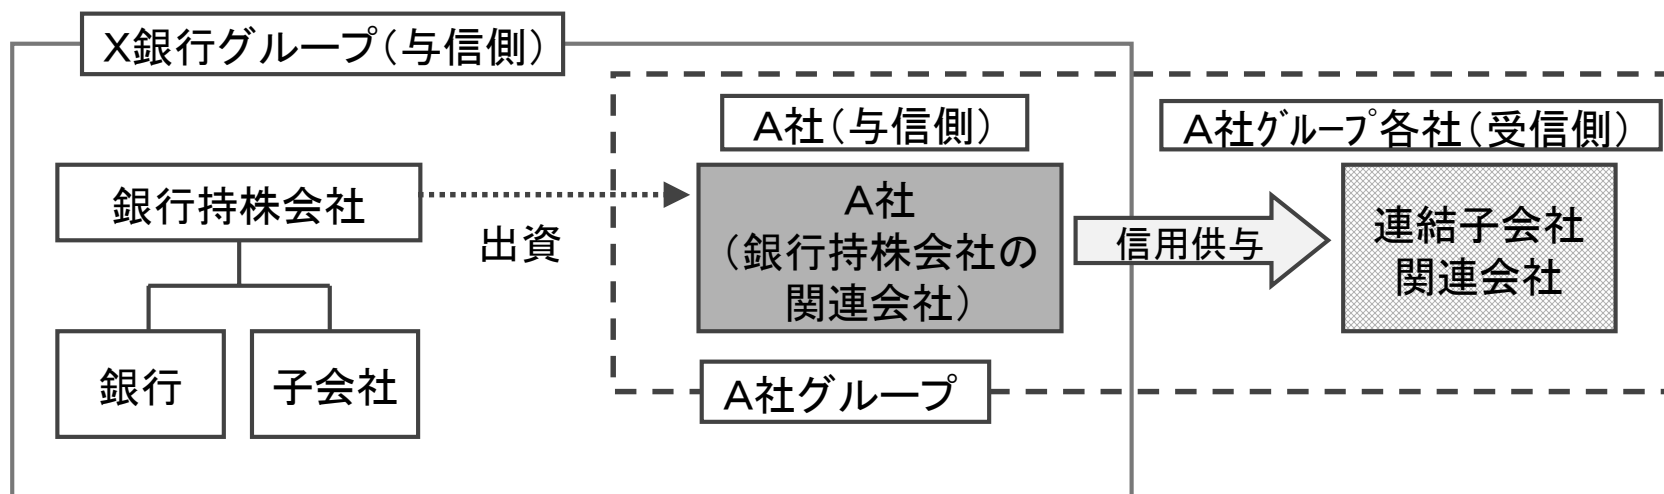 X銀行グループ(与信側)
A社(与信側)
A社ｸﾞﾙｰﾌﾟ各社(受信側)
銀行持株会社
出資
A社
(銀行持株会社の
関連会社)
信用供与
連結子会社
関連会社
銀行
子会社
A社グループ